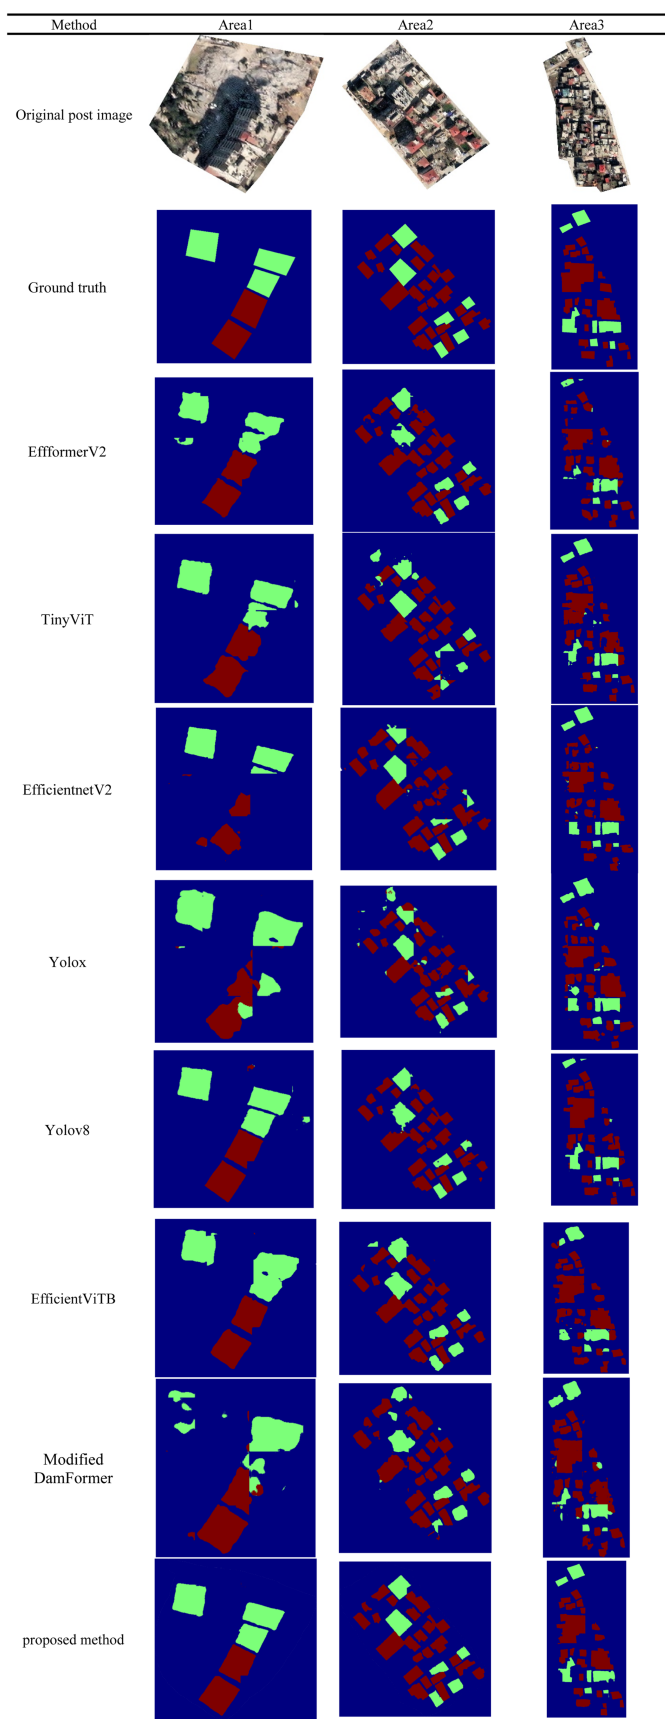 Method Area1 Area2 Area3
Original post image
Ground truth
EffformerV2
TinyViT
EfficientnetV2
Yolox
Yolov8
EfficientViTB
Modified
DamFormer
proposed method